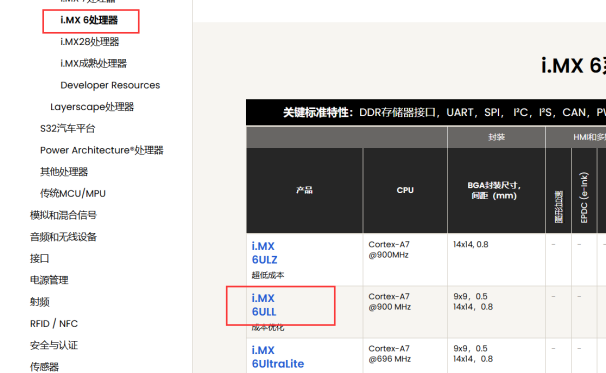 i.MX 6处理器
i.MX28处理器
i.MX成熟处理器
Developer Resources
Layerscape处理器
S32汽车平台
Power Architecture®处理器
其他处理器
传统MCU/MPU
模拟和混合信号
音频和无线设备
接口
电源管理
射频
RFID / NFC
安全与认证
传感器
i.MX 6
关键标准特性：DDR存储器接口，UART，SPI， I²C，I²S，CAN，
封装
产品
CPU
BGA封装尺寸，
间距（mm）
EPDC (e-Ink)
i.MX
6ULZ
超低成本
Cortex-A7
@900MHz
14x14, 0.8
–
–
i.MX
6ULL
成本优化
Cortex-A7
@900 MHz
9x9，0.5
14x14，0.8
–
–
i.MX
6UltraLite
Cortex-A7
@696 MHz
9x9，0.5
14x14，0.8
–
–